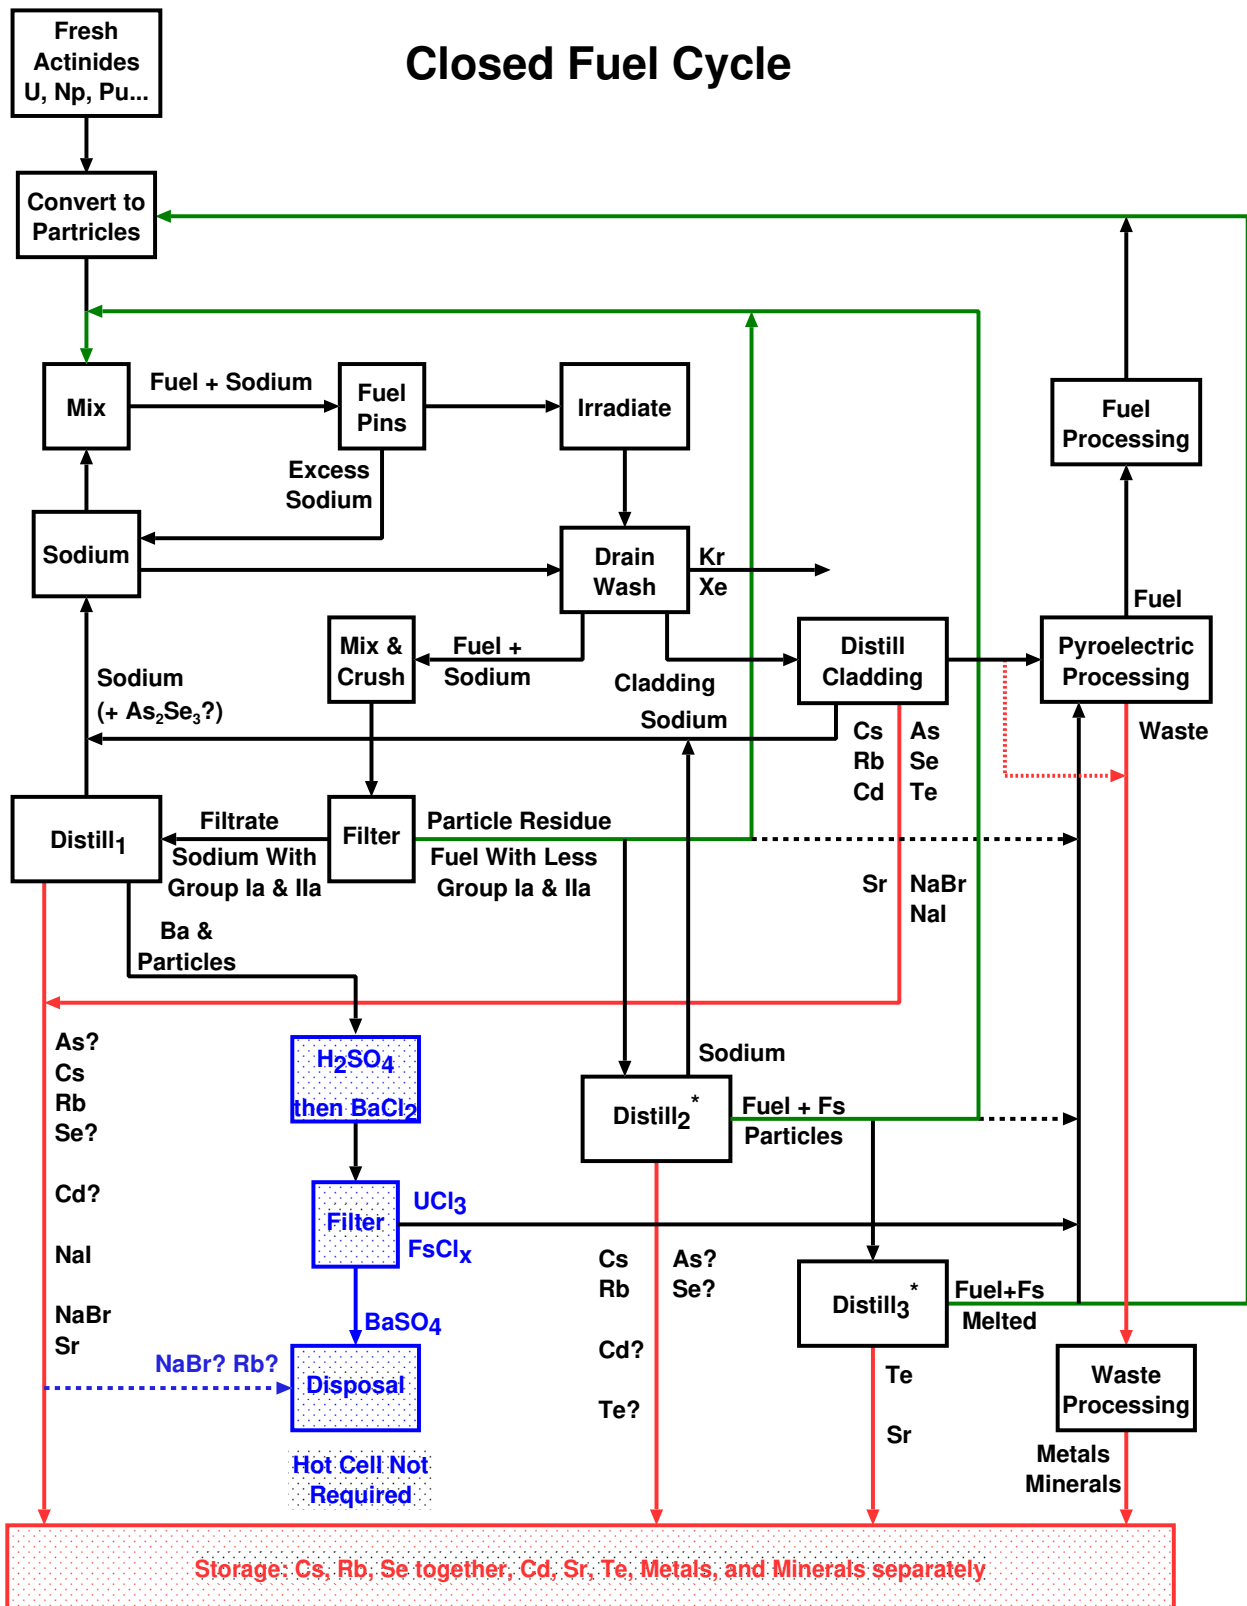 Closed Fuel Cycle
Fresh
Actinides
U, Np, Pu...
Convert to
Partricles
Mix
Fuel + Sodium
Fuel
Pins
Irradiate
Fuel
Processing
Excess
Sodium
Sodium
Drain
Wash
Kr
Xe
Fuel
Mix &
Crush
Fuel +
Sodium
Cladding
Distill
Cladding
Pyroelectric
Processing
Sodium
(+ As₂Se₃?)
Sodium
Cs
Rb
Cd
As
Se
Te
Waste
Distill₁
Filtrate
Sodium With
Group Ia & IIa
Filter
Particle Residue
Fuel With Less
Group Ia & IIa
Sr
NaBr
NaI
Ba &
Particles
As?
Cs
Rb
Se?
Cd?
NaI
NaBr
Sr
H₂SO₄
then BaCl₂
Sodium
Distill₂*
Fuel + Fs
Particles
Filter
UCl₃
FsClₓ
Cs
Rb
Cd?
Te?
As?
Se?
Distill₃*
Fuel+Fs
Melted
BaSO₄
NaBr? Rb?
Disposal
Te
Sr
Waste
Processing
Hot Cell Not
Required
Metals
Minerals
Storage: Cs, Rb, Se together, Cd, Sr, Te, Metals, and Minerals separately